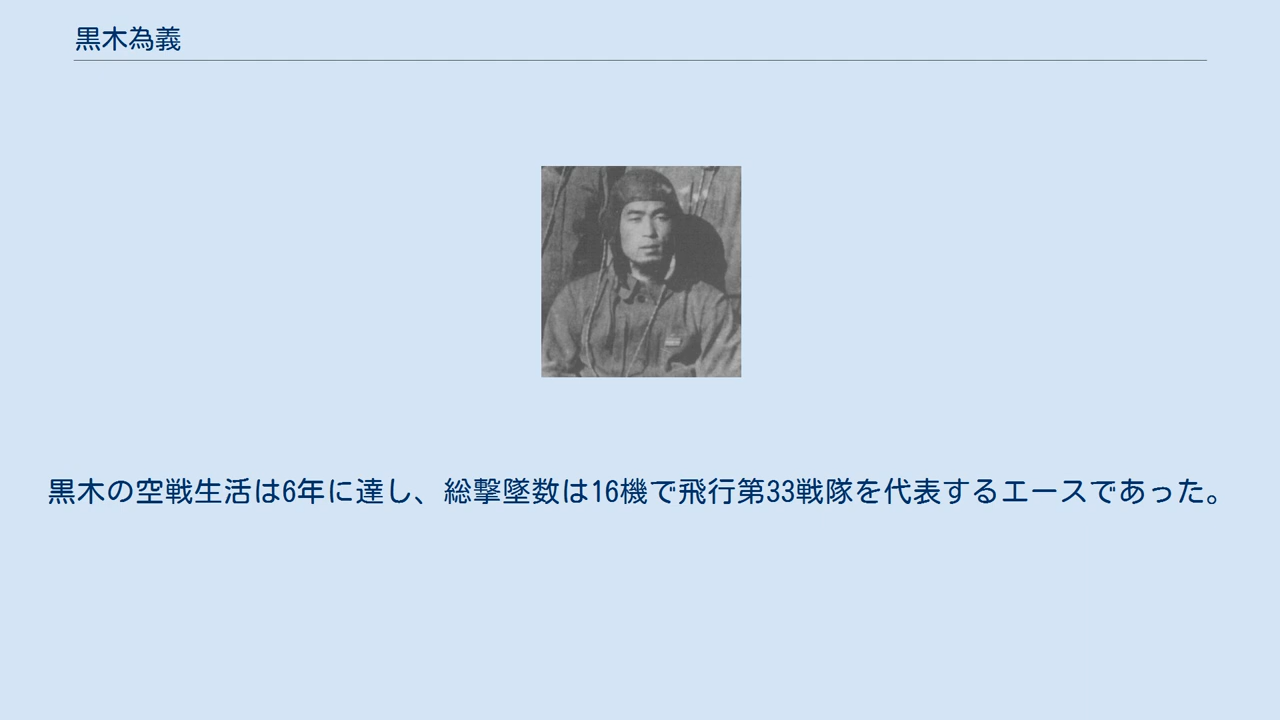 黒木為義
黒木の空戦生活は6年に達し、総撃墜数は16機で飛行第33戦隊を代表するエースであった。